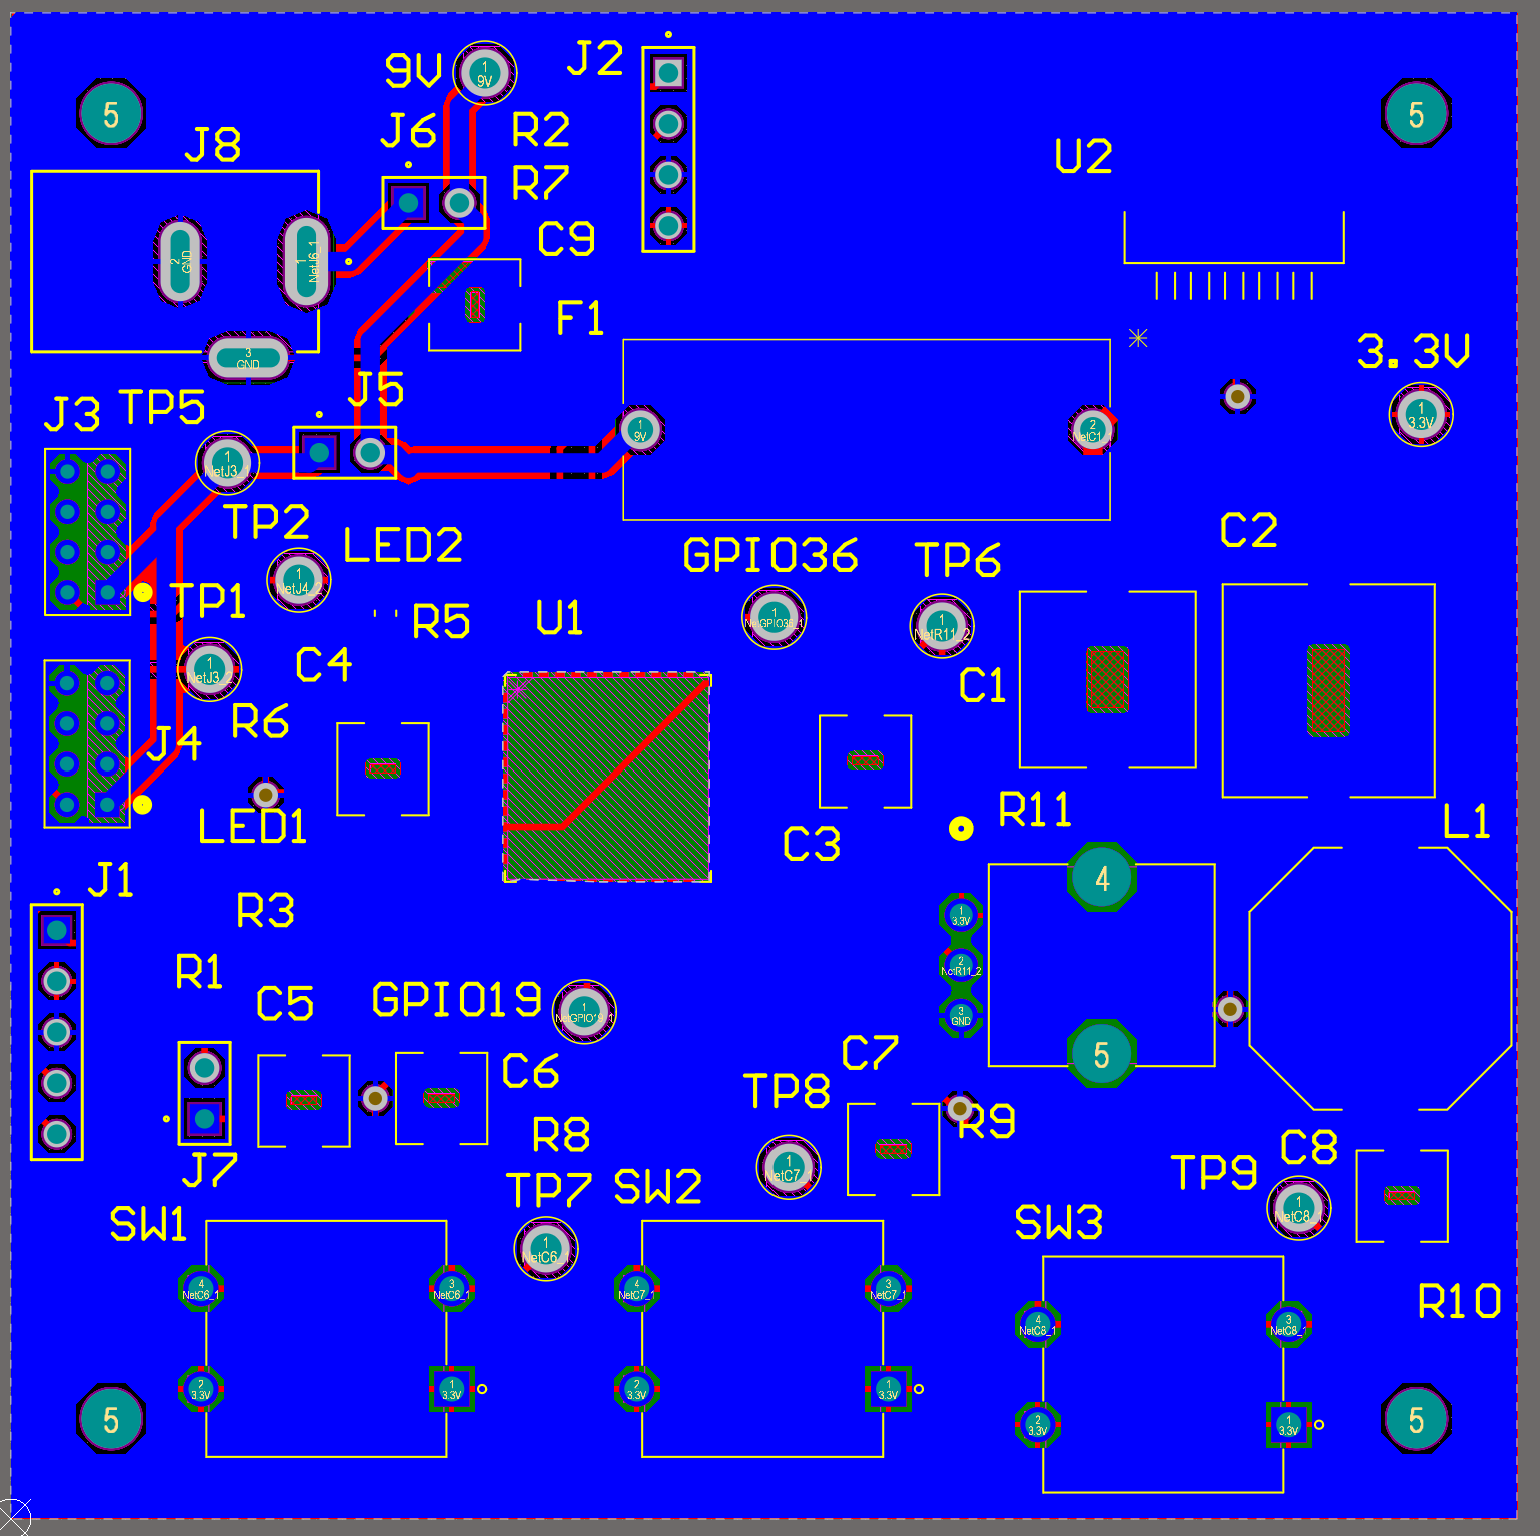 9V
J2
1
9V
5
J6
R2
5
J8
U2
R7
C9
1
NetJ6_1
2
GND
F1
3.3V
3
GND
J5
TP5
J3
1
3.3V
1
9V
2
NetC1_1
1
NetJ3_1
TP2
LED2
GPIO36
TP6
C2
1
NetJ4_2
TP1
R5
U1
1
NetGPIO36_1
1
NetR11_2
C4
1
NetJ3_2
C1
R6
J4
LED1
C3
R11
L1
J1
4
R3
1
3.3V
2
NetR11_2
R1
C5
GPIO19
1
NetGPIO19_1
3
GND
C7
5
C6
TP8
R9
R8
C8
J7
TP7
SW2
1
NetC7_1
TP9
SW1
SW3
1
NetC8_1
1
NetC6_1
4
NetC6_1
3
NetC6_1
4
NetC7_1
3
NetC7_1
R10
4
NetC8_1
3
NetC8_1
2
3.3V
1
3.3V
2
3.3V
1
3.3V
5
2
3.3V
1
3.3V
5